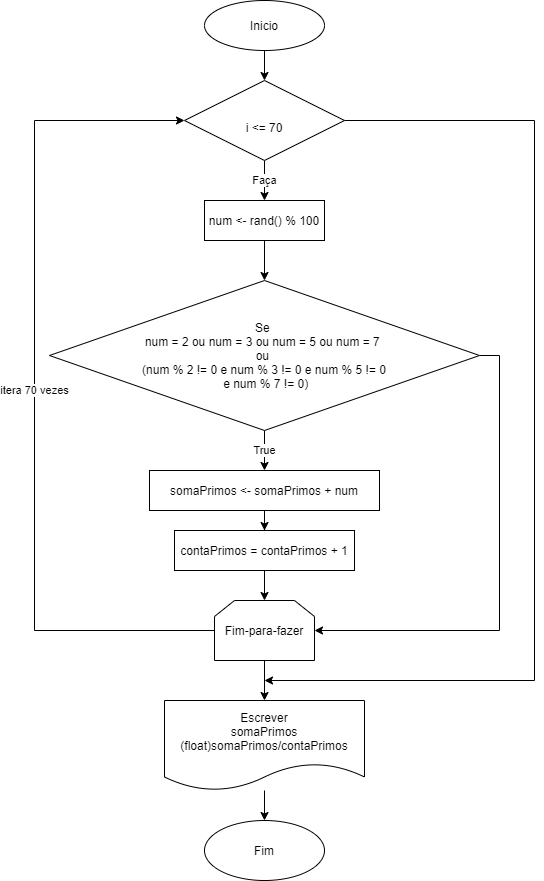 Inicio
i <= 70
Faça
num <- rand() % 100
Se
num = 2 ou num = 3 ou num = 5 ou num = 7
ou
(num % 2 != 0 e num % 3 != 0 e num % 5 != 0
e num % 7 != 0)
itera 70 vezes
True
somaPrimos <- somaPrimos + num
contaPrimos = contaPrimos + 1
Fim-para-fazer
Escrever
somaPrimos
(float)somaPrimos/contaPrimos
Fim